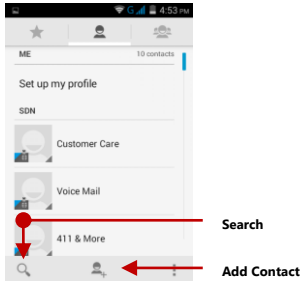 G 4:53 PM
ME 10 contacts
Set up my profile
SDN
Customer Care
Voice Mail
411 & More
Search
Add Contact